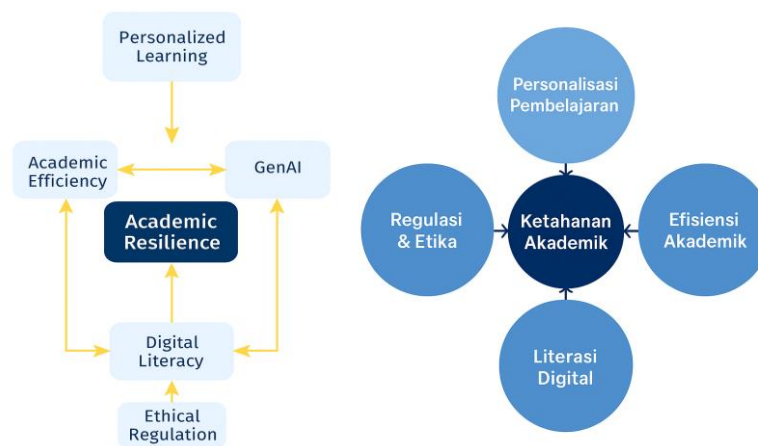 Personalized
Learning
Academic
Efficiency
GenAI
Academic
Resilience
Digital
Literacy
Ethical
Regulation
Personalisasi
Pembelajaran
Regulasi
& Etika
Ketahanan
Akademik
Efisiensi
Akademik
Literasi
Digital